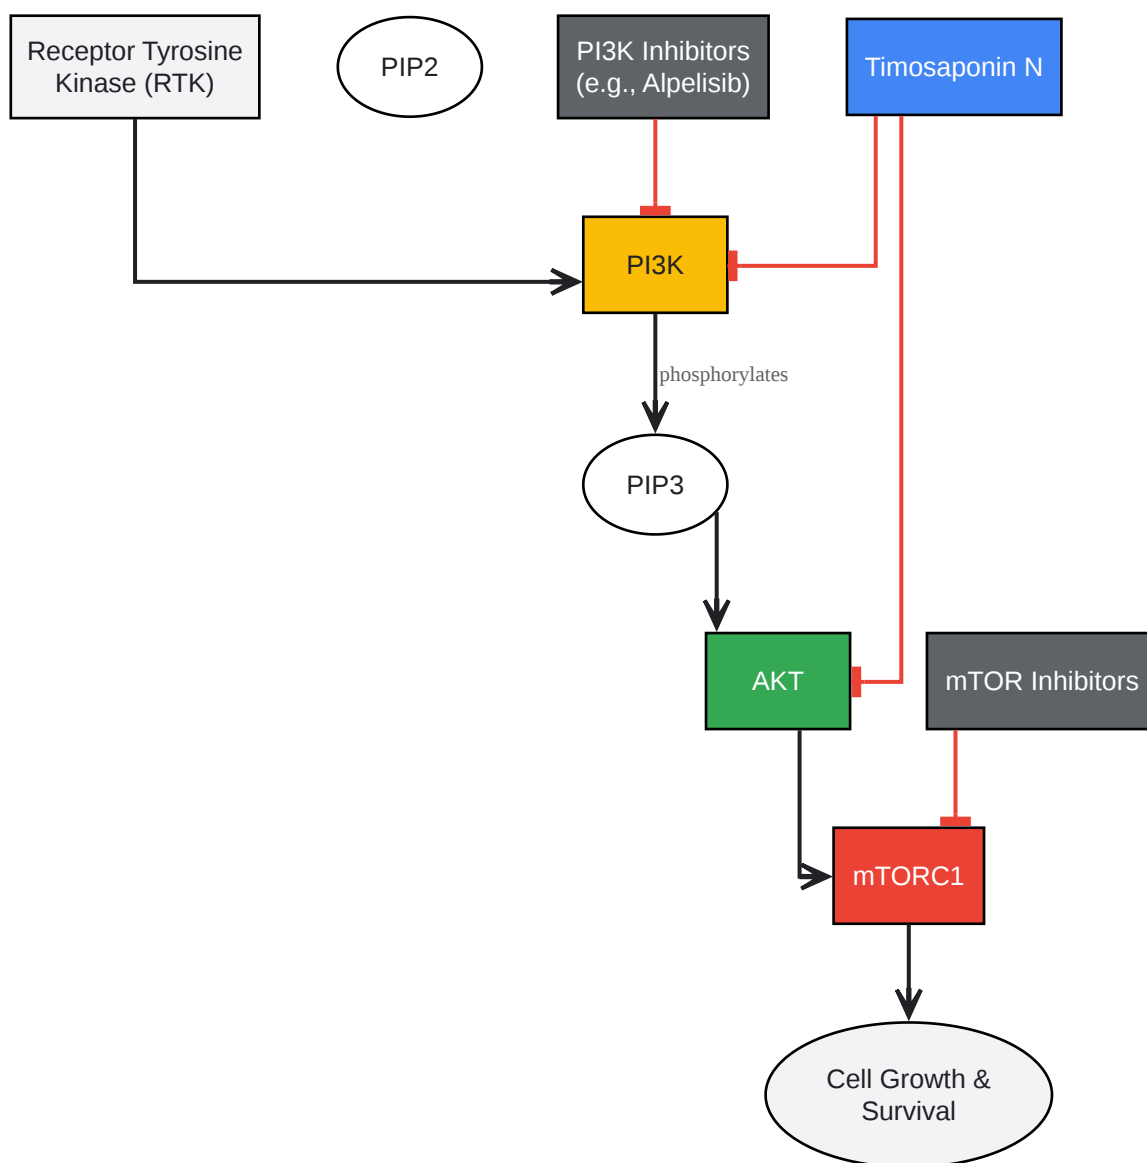 Receptor Tyrosine
Kinase (RTK)
PIP2
PI3K Inhibitors
(e.g., Alpelisib)
Timosaponin N
PI3K
phosphorylates
PIP3
AKT
mTOR Inhibitors
mTORC1
Cell Growth &
Survival